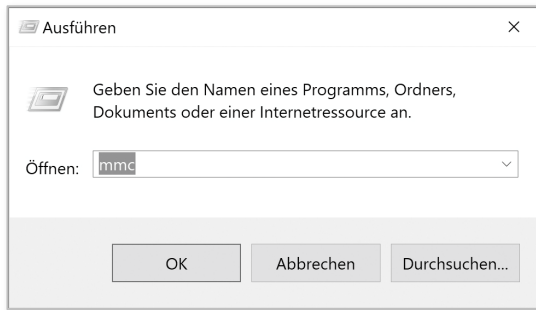 Ausführen
Geben Sie den Namen eines Programms, Ordners,
Dokuments oder einer Internetressource an.
Öffnen: mmc
OK Abbrechen Durchsuchen...